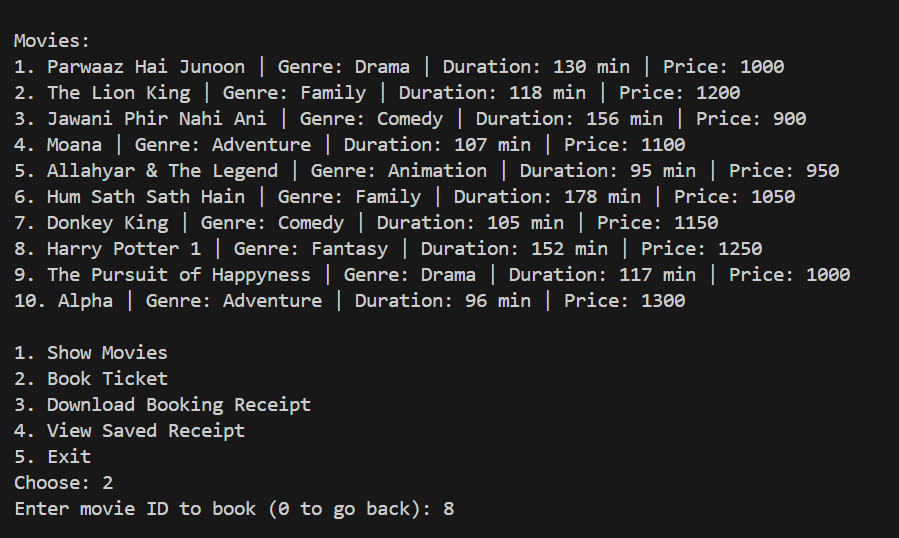 Movies:
1. Parwaaz Hai Junoon | Genre: Drama | Duration: 130 min | Price: 1000
2. The Lion King | Genre: Family | Duration: 118 min | Price: 1200
3. Jawani Phir Nahi Ani | Genre: Comedy | Duration: 156 min | Price: 900
4. Moana | Genre: Adventure | Duration: 107 min | Price: 1100
5. Allahyar & The Legend | Genre: Animation | Duration: 95 min | Price: 950
6. Hum Sath Sath Hain | Genre: Family | Duration: 178 min | Price: 1050
7. Donkey King | Genre: Comedy | Duration: 105 min | Price: 1150
8. Harry Potter 1 | Genre: Fantasy | Duration: 152 min | Price: 1250
9. The Pursuit of Happyness | Genre: Drama | Duration: 117 min | Price: 1000
10. Alpha | Genre: Adventure | Duration: 96 min | Price: 1300
1. Show Movies
2. Book Ticket
3. Download Booking Receipt
4. View Saved Receipt
5. Exit
Choose: 2
Enter movie ID to book (0 to go back): 8